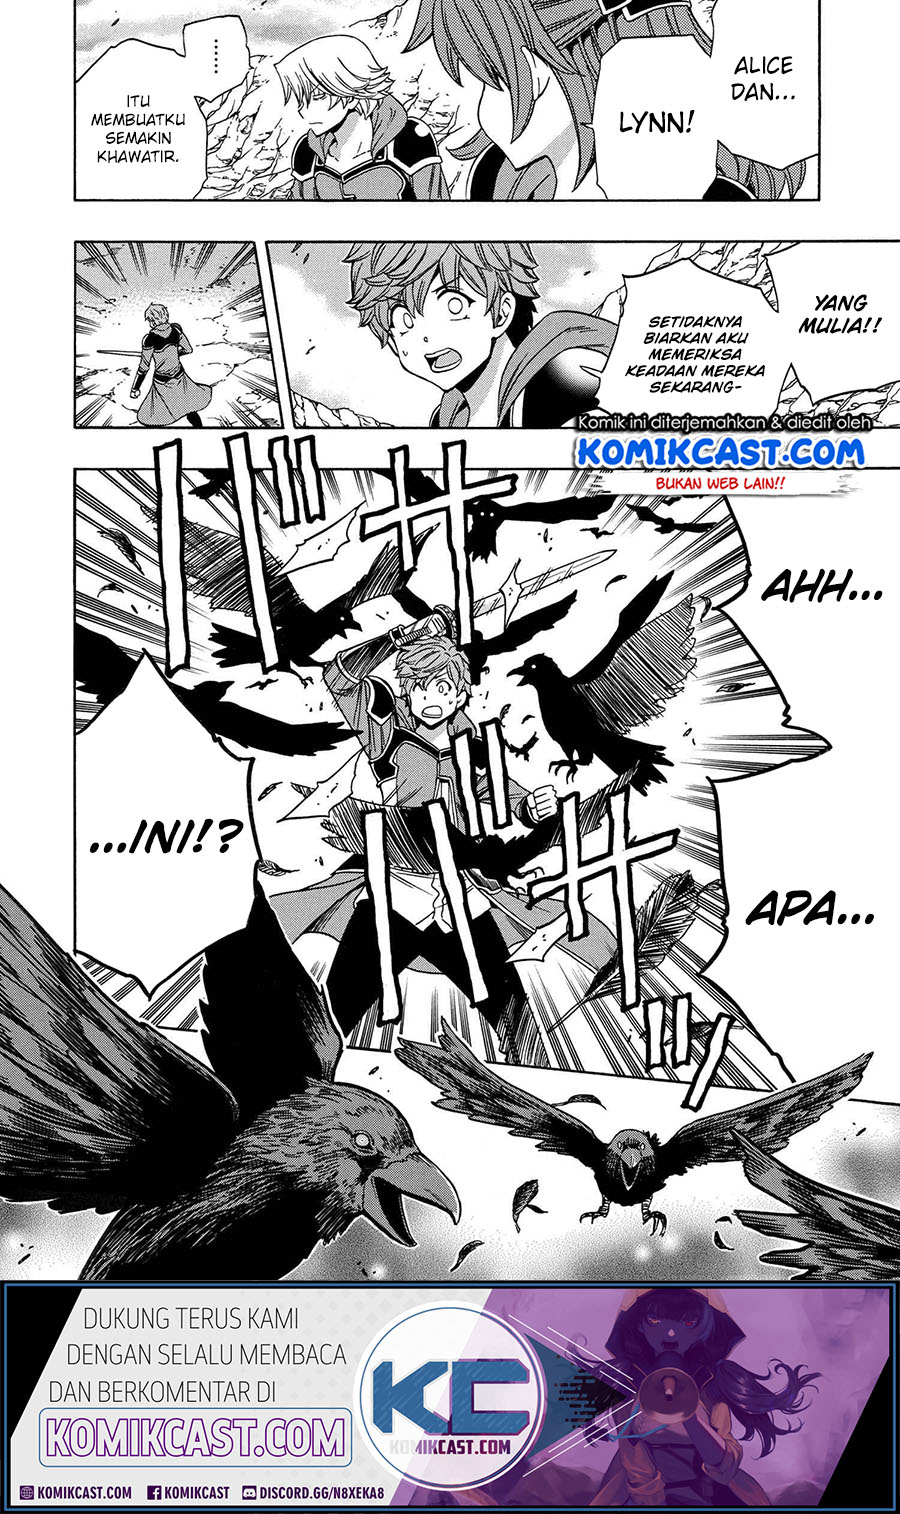 ALICE
DAN...
LYNN!
......
ITU
MEMBUATKU
SEMAKIN
KHAWATIR.
YANG
MULIA!!
SETIDAKNYA
BIARKAN AKU
MEMERIKSA
KEADAAN MEREKA
SEKARANG-
Komik ini diterjemahkan & diedit oleh
KOMIKCAST.COM
BUKAN WEB LAIN!!
AHH...
APA...
...INI!?
DUKUNG TERUS KAMI
DENGAN SELALU MEMBACA
DAN BERKOMENTAR DI
KOMIKCAST.COM
KC
KOMIKCAST.COM
KOMIKCAST.COM
KOMIKCAST
DISCORD.GG/N8XEKA8